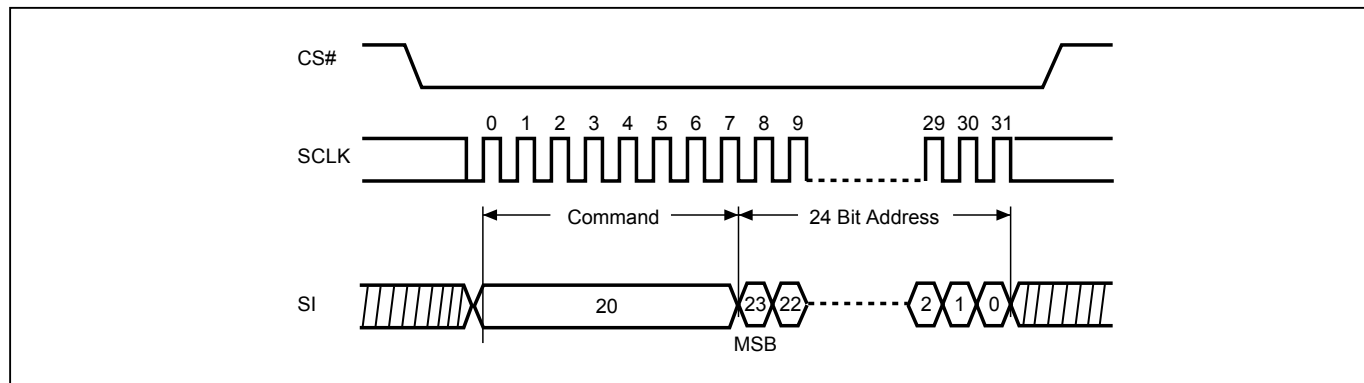 CS#
0 1 2 3 4 5 6 7 8 9 29 30 31
SCLK
Command 24 Bit Address
SI 20 23 22 2 1 0
MSB